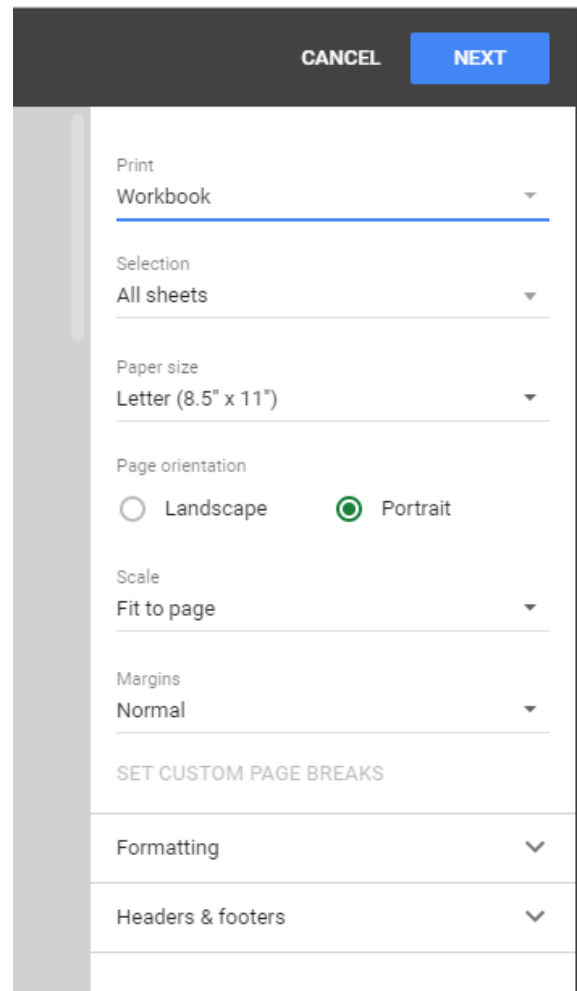 CANCEL NEXT
Print
Workbook
Selection
All sheets
Paper size
Letter (8.5" x 11")
Page orientation
Landscape Portrait
Scale
Fit to page
Margins
Normal
SET CUSTOM PAGE BREAKS
Formatting
Headers & footers